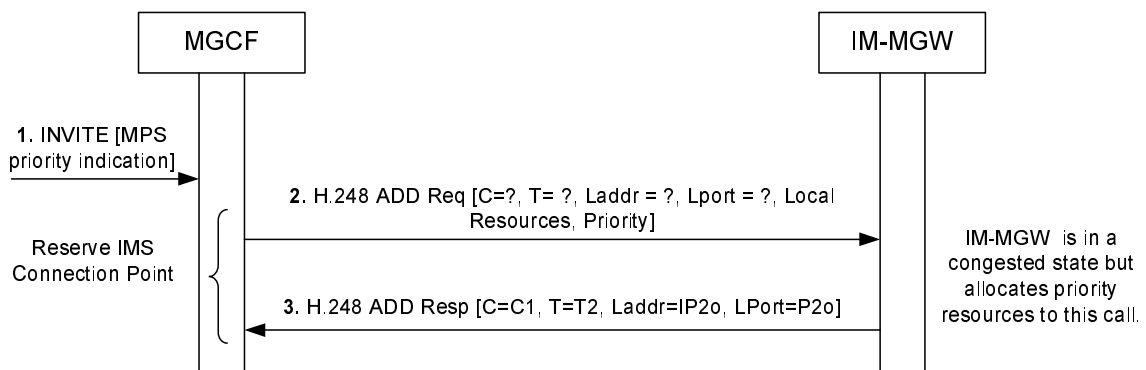 MGCF
IM-MGW
1. INVITE [MPS
priority indication]
2. H.248 ADD Req [C=?, T= ?, Laddr = ?, Lport = ?, Local
Resources, Priority]
Reserve IMS
Connection Point
IM-MGW is in a
congested state but
allocates priority
resources to this call.
3. H.248 ADD Resp [C=C1, T=T2, Laddr=IP2o, LPort=P2o]